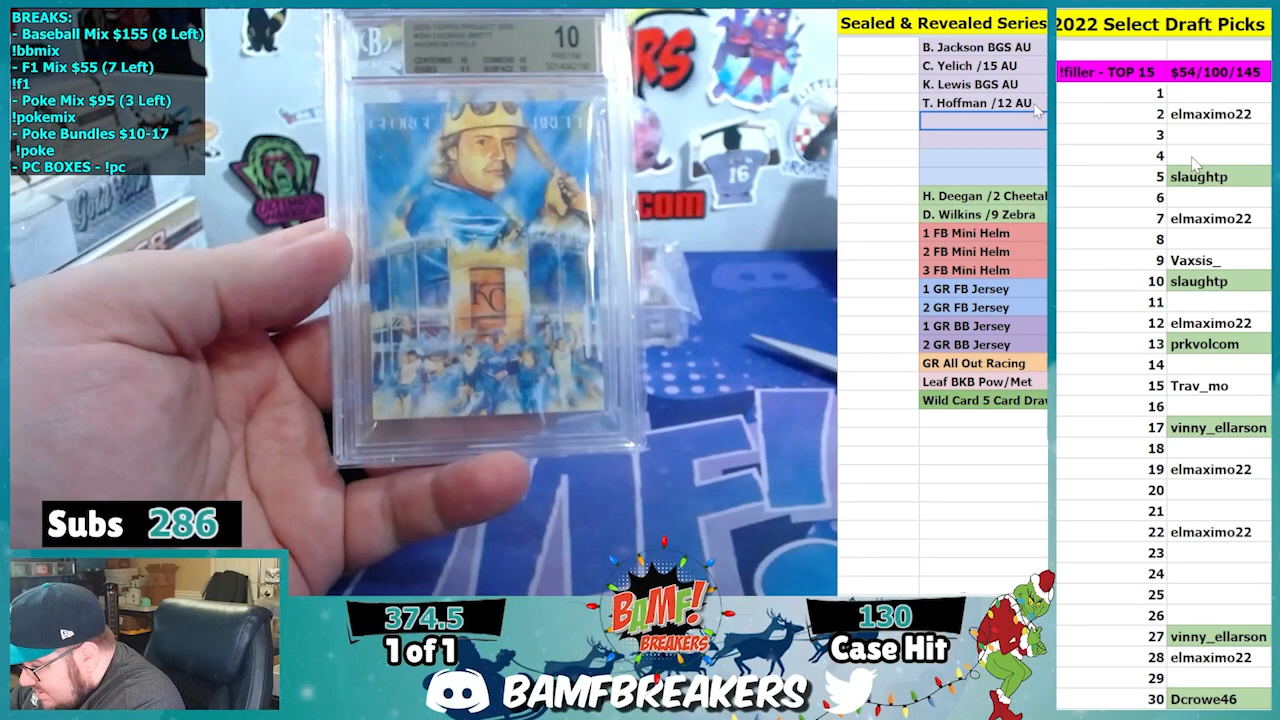 BREAKS:
- Baseball Mix $155 (8 Left)
!bbmix
- F1 Mix $55 (7 Left)
!f1
- Poke Mix $95 (3 Left)
!pokemix
- Poke Bundles $10-17
!poke
- PC BOXES - !pc
10
PRISTINE
GEORGE BRETT
KC
16
.COM
Subs 286
374.5
1 of 1
BAMF!
BREAKERS
130
Case Hit
BAMFBREAKERS
Sealed & Revealed Series
B. Jackson BGS AU
C. Yelich /15 AU
K. Lewis BGS AU
T. Hoffman /12 AU
H. Deegan /2 Cheetal
D. Wilkins /9 Zebra
1 FB Mini Helm
2 FB Mini Helm
3 FB Mini Helm
1 GR FB Jersey
2 GR FB Jersey
1 GR BB Jersey
2 GR BB Jersey
GR All Out Racing
Leaf BKB Pow/Met
Wild Card 5 Card Dra
2022 Select Draft Picks
!filler - TOP 15 $54/100/145
1
2 elmaximo22
3
4
5 slaughtp
6
7 elmaximo22
8
9 Vaxsis_
10 slaughtp
11
12 elmaximo22
13 prkvolcom
14
15 Trav_mo
16
17 vinny_ellarson
18
19 elmaximo22
20
21
22 elmaximo22
23
24
25
26
27 vinny_ellarson
28 elmaximo22
29
30 Dcrowe46